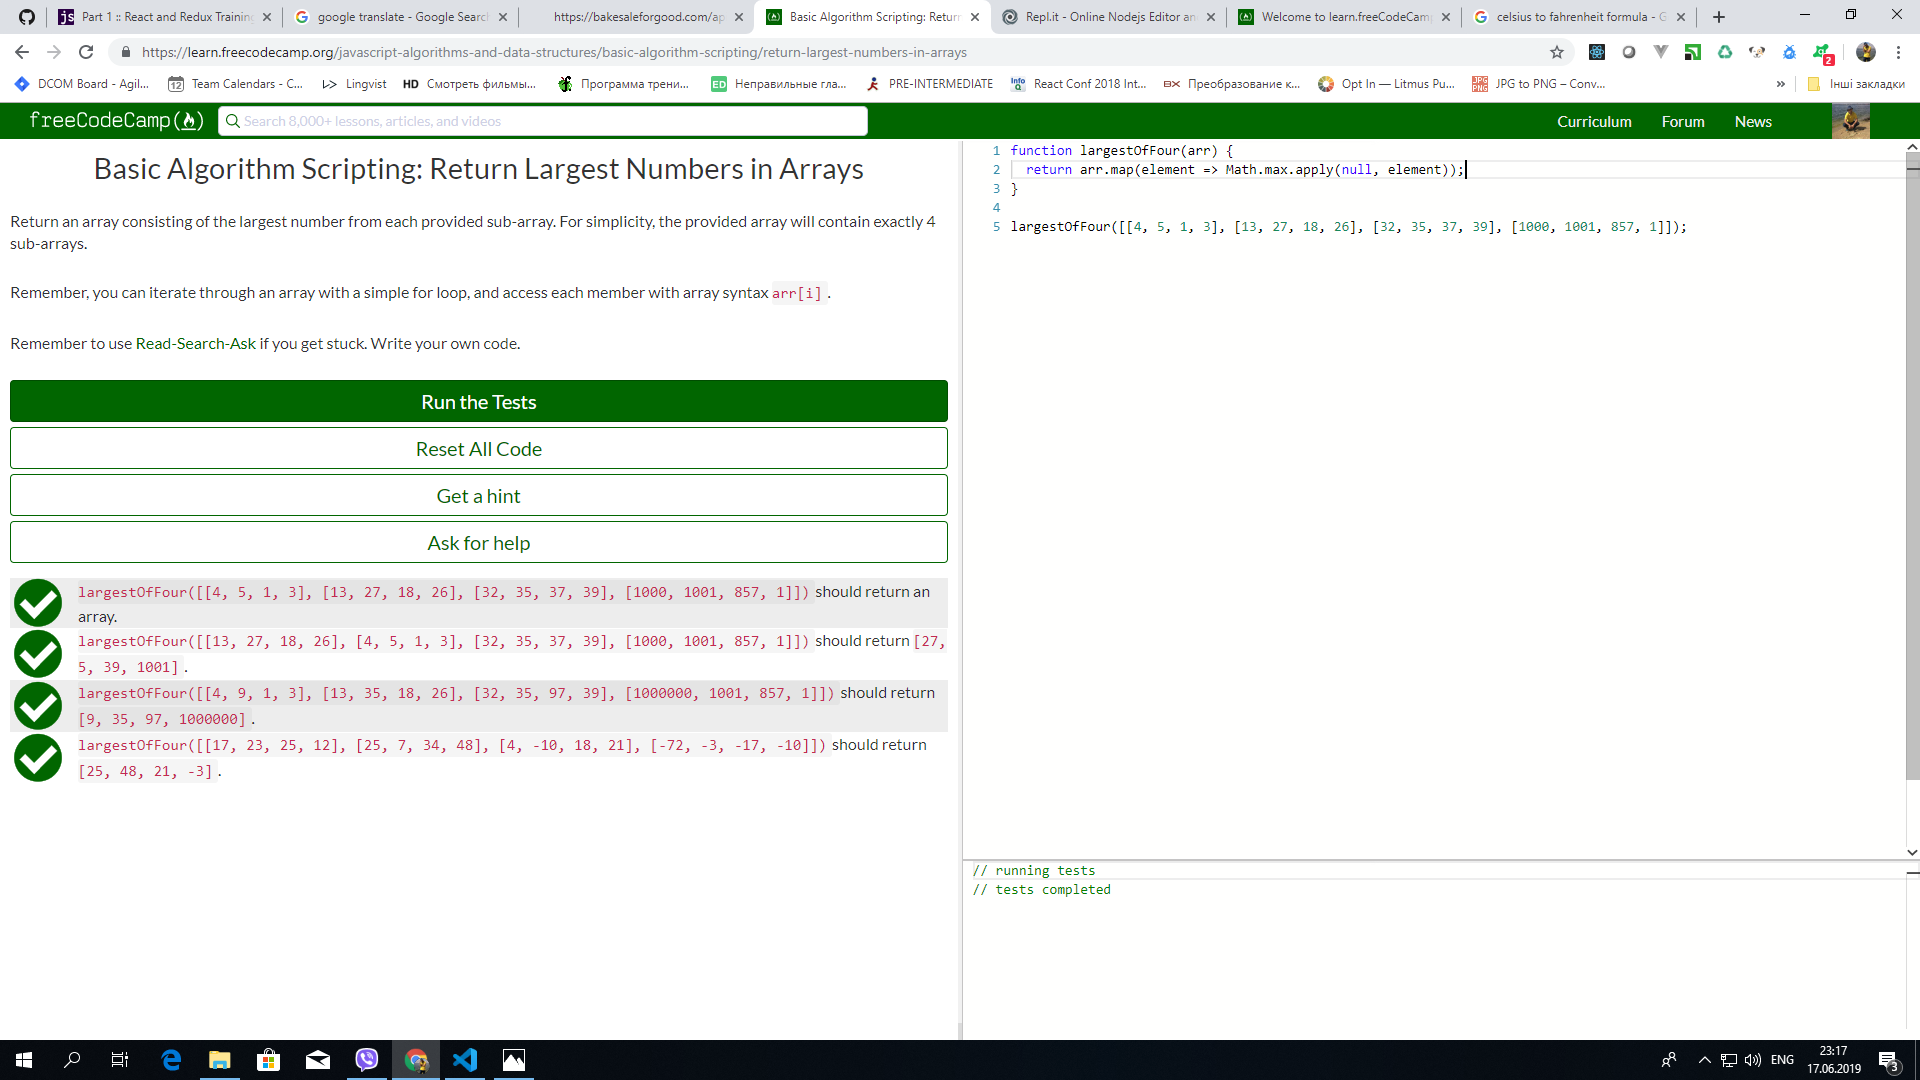 Part 1 :: React and Redux Training
google translate - Google Search
https://bakesaleforgood.com/ap
Basic Algorithm Scripting: Return
Repl.it - Online Nodejs Editor an
Welcome to learn.freeCodeCamp
celsius to fahrenheit formula - G
https://learn.freecodecamp.org/javascript-algorithms-and-data-structures/basic-algorithm-scripting/return-largest-numbers-in-arrays
2
DCOM Board - Agil...
12 Team Calendars - C...
Lingvist
HD Смотреть фильмы...
Программа трени...
ED Неправильные гла...
PRE-INTERMEDIATE
React Conf 2018 Int...
Преобразование к...
Opt In — Litmus Pu...
JPG to PNG – Conv...
»
Інші закладки
freeCodeCamp
Search 8,000+ lessons, articles, and videos
Curriculum
Forum
News
Basic Algorithm Scripting: Return Largest Numbers in Arrays
Return an array consisting of the largest number from each provided sub-array. For simplicity, the provided array will contain exactly 4
sub-arrays.
Remember, you can iterate through an array with a simple for loop, and access each member with array syntax arr[i] .
Remember to use Read-Search-Ask if you get stuck. Write your own code.
Run the Tests
Reset All Code
Get a hint
Ask for help
largestOfFour([[4, 5, 1, 3], [13, 27, 18, 26], [32, 35, 37, 39], [1000, 1001, 857, 1]]) should return an
array.
largestOfFour([[13, 27, 18, 26], [4, 5, 1, 3], [32, 35, 37, 39], [1000, 1001, 857, 1]]) should return [27,
5, 39, 1001] .
largestOfFour([[4, 9, 1, 3], [13, 35, 18, 26], [32, 35, 97, 39], [1000000, 1001, 857, 1]]) should return
[9, 35, 97, 1000000] .
largestOfFour([[17, 23, 25, 12], [25, 7, 34, 48], [4, -10, 18, 21], [-72, -3, -17, -10]]) should return
[25, 48, 21, -3] .
1 function largestOfFour(arr) {
2 return arr.map(element => Math.max.apply(null, element));
3 }
4
5 largestOfFour([[4, 5, 1, 3], [13, 27, 18, 26], [32, 35, 37, 39], [1000, 1001, 857, 1]]);
// running tests
// tests completed
ENG
23:17
17.06.2019
3